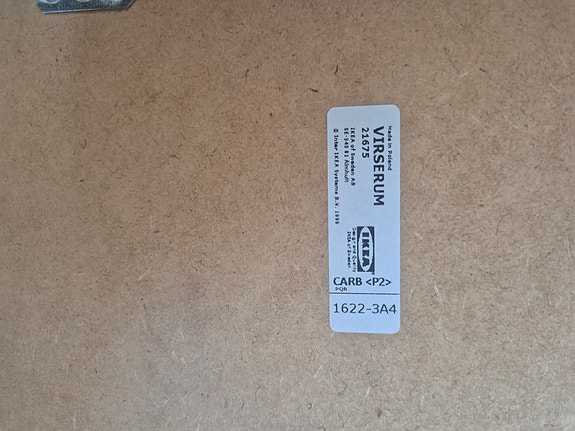 Made in Poland
VIRSERUM
21675
IKEA of Sweden AB
SE-343 81 Älmhult
© Inter IKEA Systems B.V. 1999
IKEA
Design and Quality
IKEA of Sweden
CARB <P2>
PQR
1622-3A4